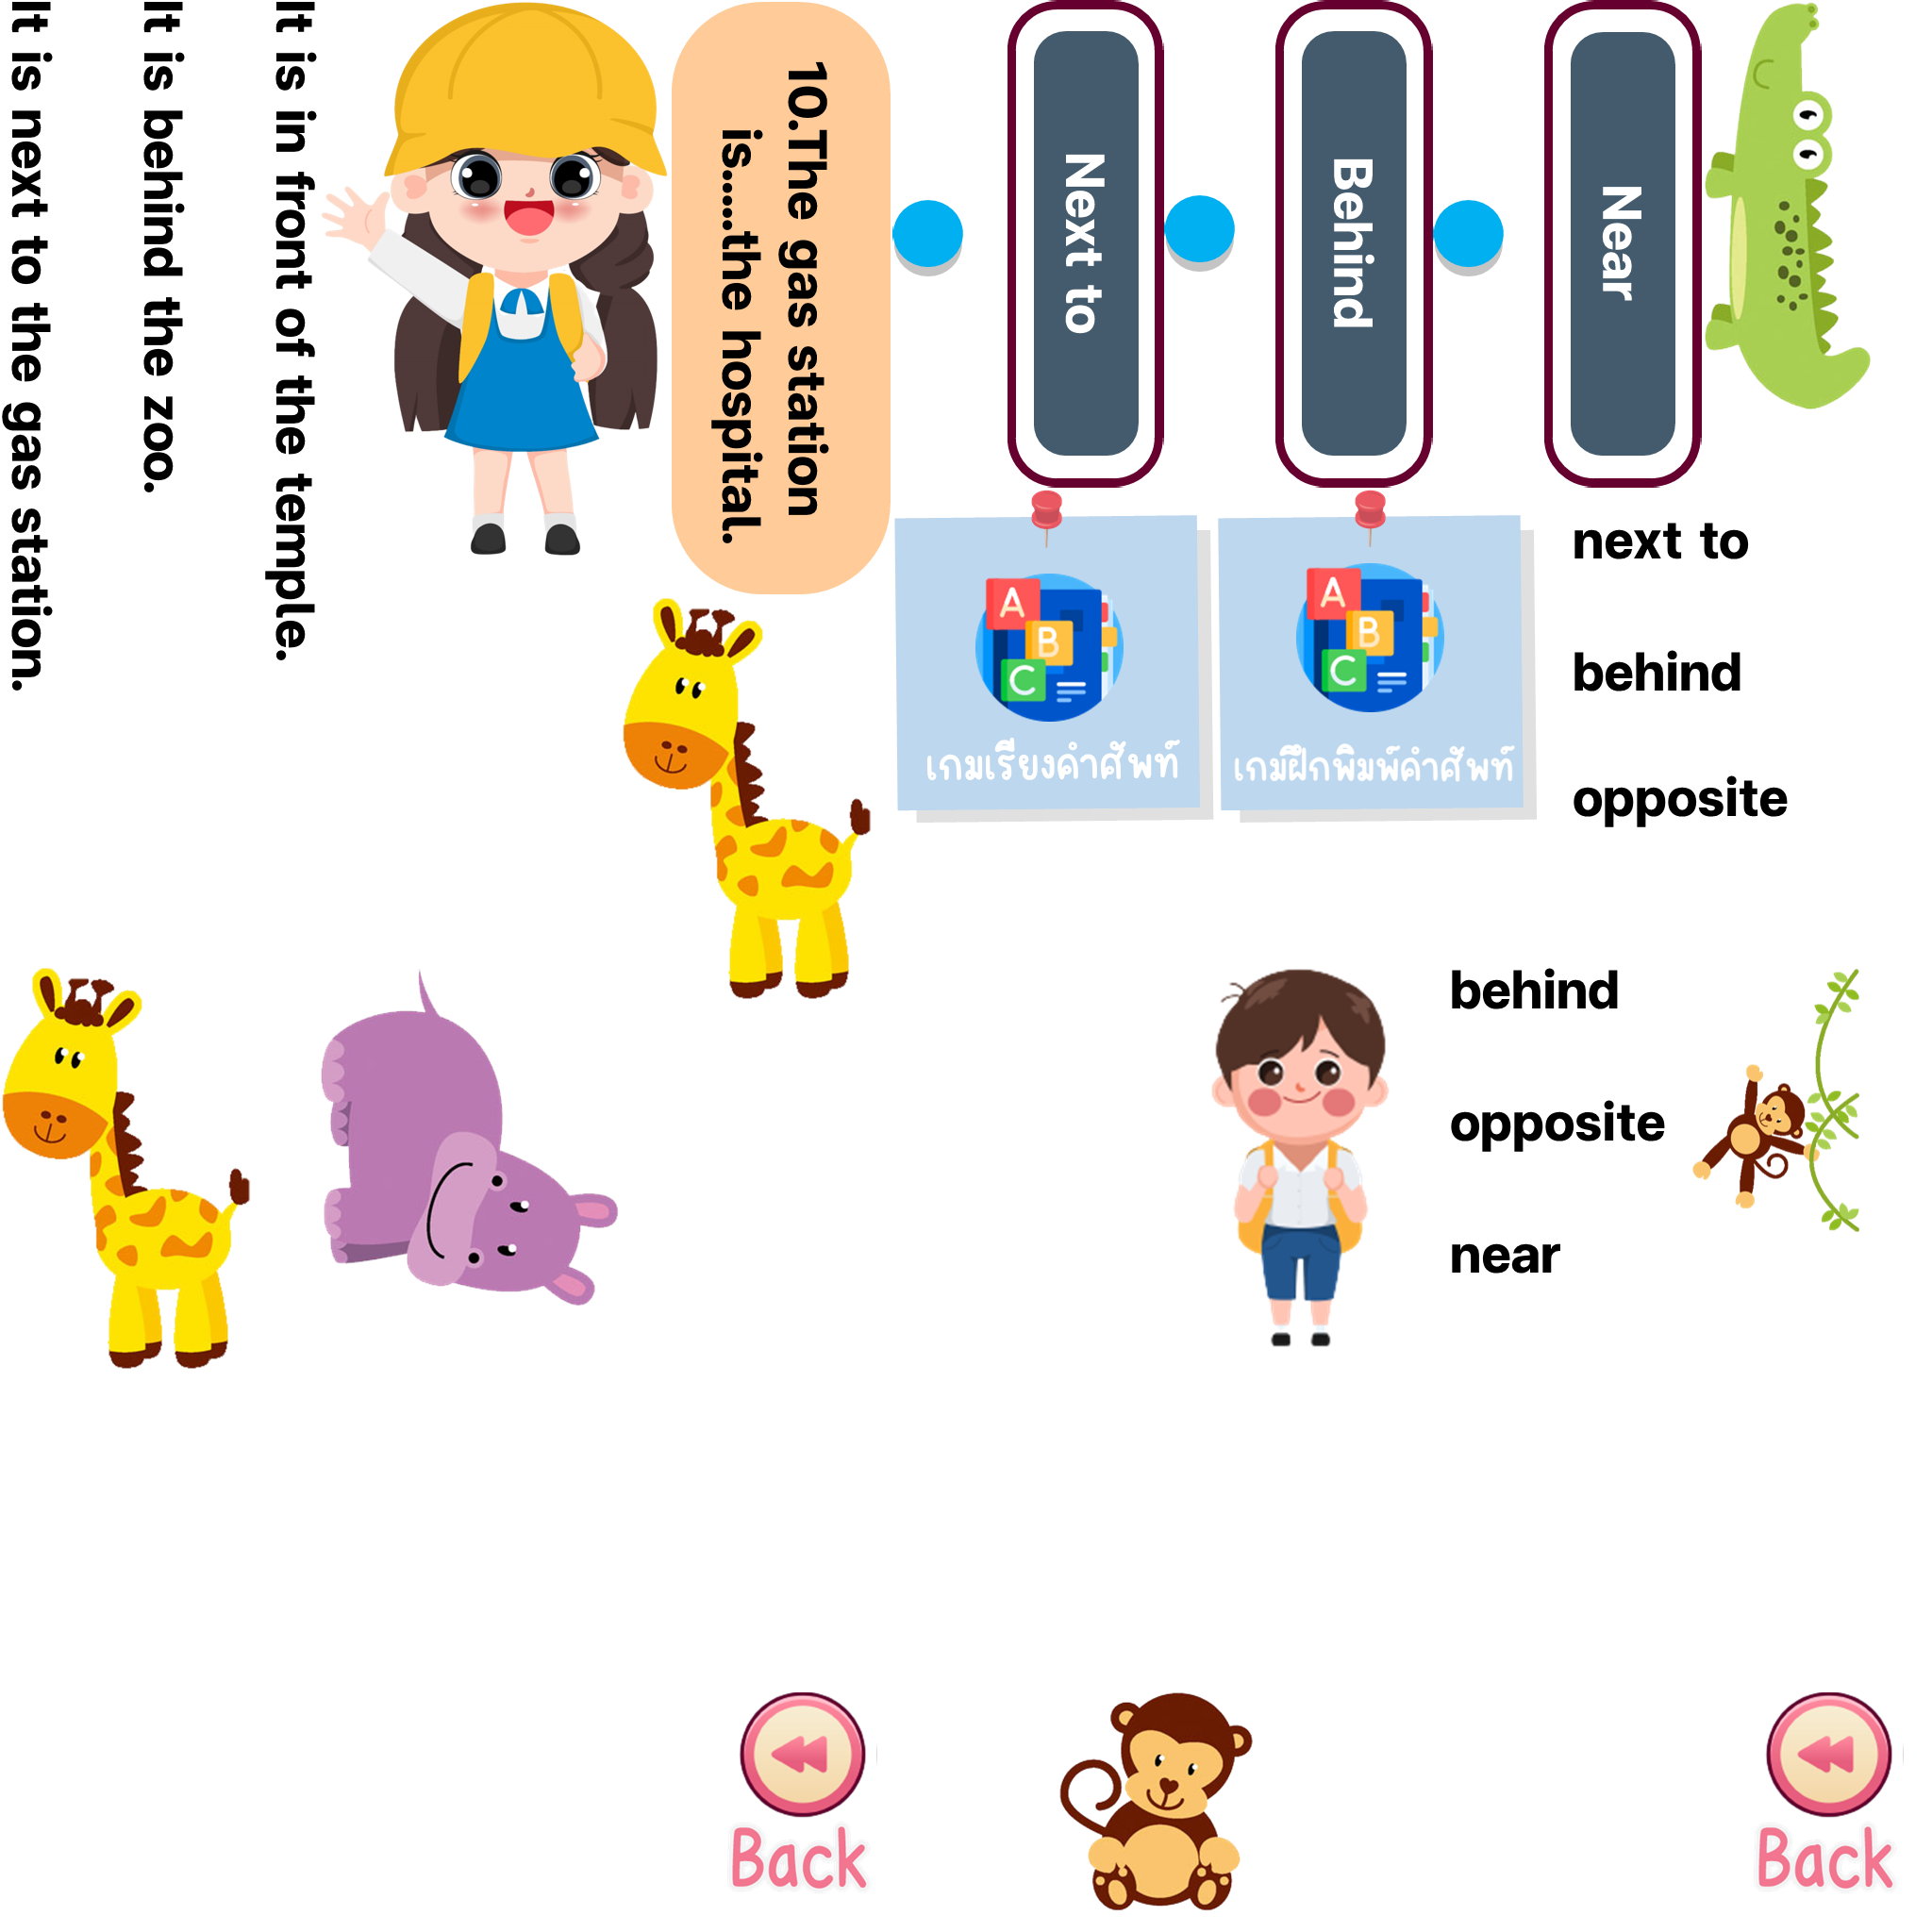 It is in front of the temple.
It is behind the zoo.
It is next to the gas station.
10.The gas station
is.....the hospital.
Next to
Behind
Near
A
B
C
เกมเรียงคำศัพท์
A
B
C
เกมฝึกพิมพ์คำศัพท์
next to
behind
opposite
behind
opposite
near
Back
Back